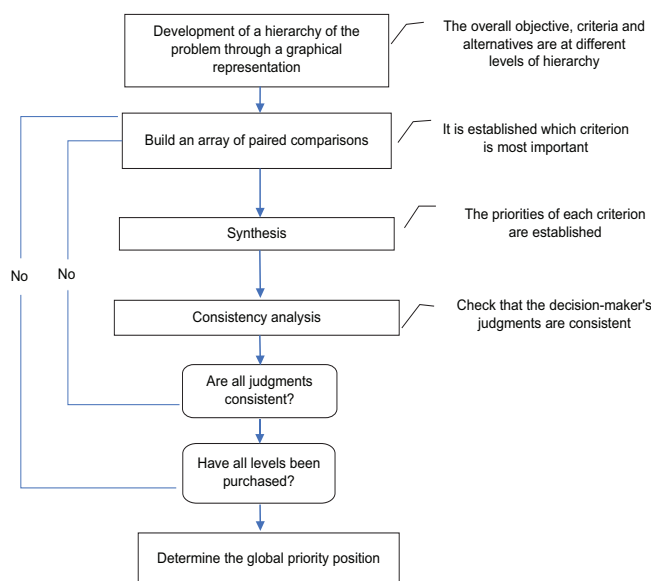 Development of a hierarchy of the
problem through a graphical
representation
The overall objective, criteria and
alternatives are at different
levels of hierarchy
Build an array of paired comparisons
It is established which criterion
is most important
Synthesis
The priorities of each criterion
are established
No
No
Consistency analysis
Check that the decision-maker's
judgments are consistent
Are all judgments
consistent?
Have all levels been
purchased?
Determine the global priority position